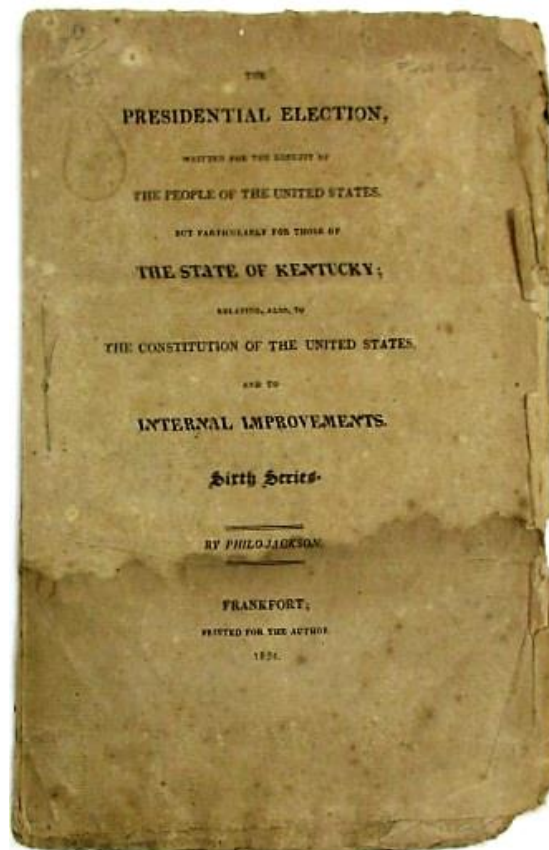 THE
PRESIDENTIAL ELECTION,
WRITTEN FOR THE BENEFIT OF
THE PEOPLE OF THE UNITED STATES.
BUT PARTICULARLY FOR THOSE OF
THE STATE OF KENTUCKY;
RELATING, ALSO, TO
THE CONSTITUTION OF THE UNITED STATES,
AND TO
INTERNAL IMPROVEMENTS.
Sixth Series.
BY PHILO-JACKSON.
FRANKFORT;
PRINTED FOR THE AUTHOR